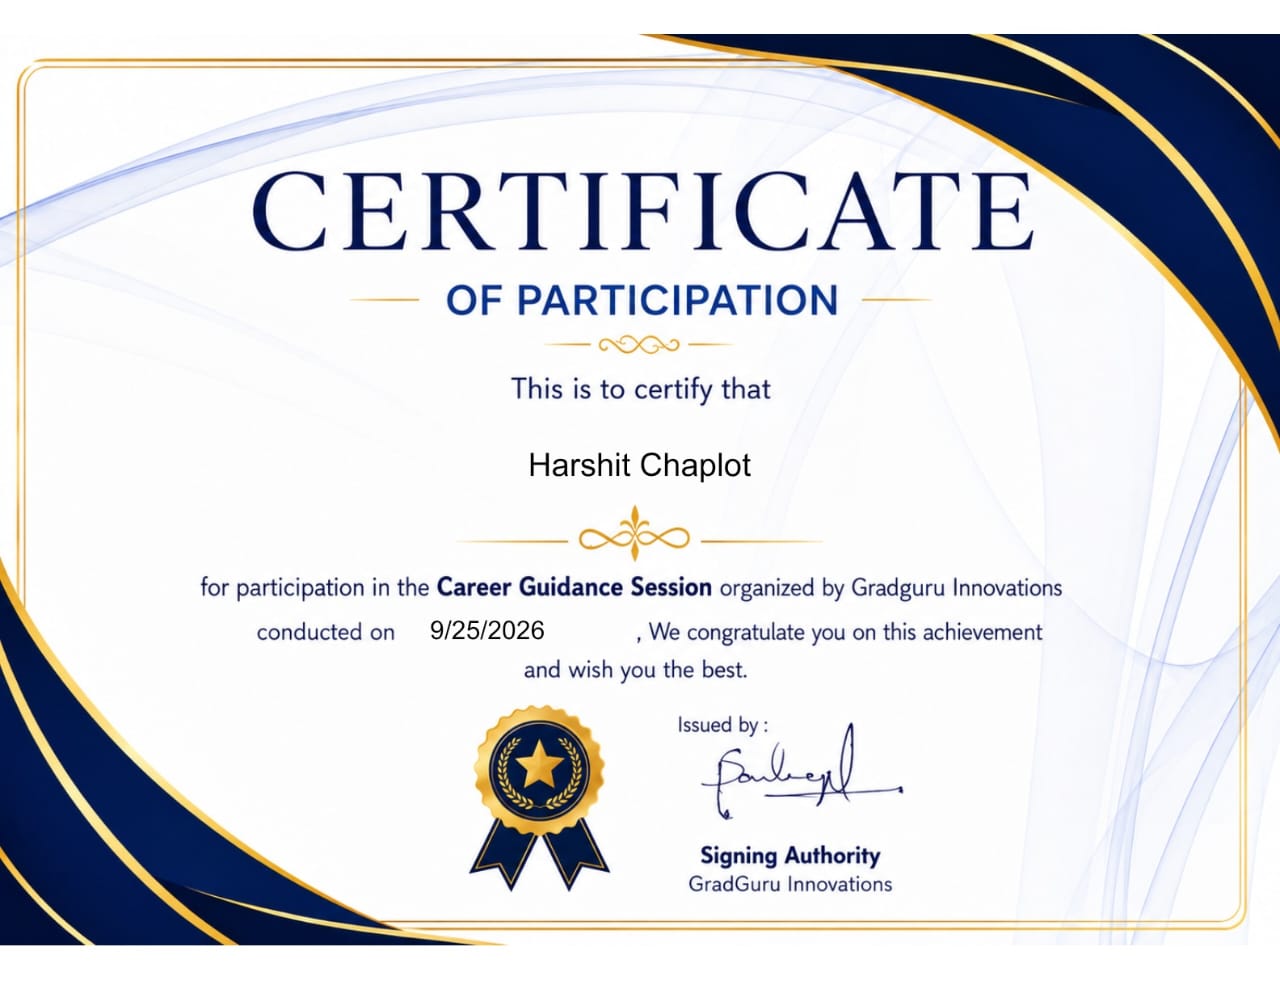 CERTIFICATE
OF PARTICIPATION
This is to certify that
Harshit Chaplot
for participation in the Career Guidance Session organized by Gradguru Innovations
conducted on 9/25/2026 , We congratulate you on this achievement
and wish you the best.
Issued by :
Signing Authority
GradGuru Innovations